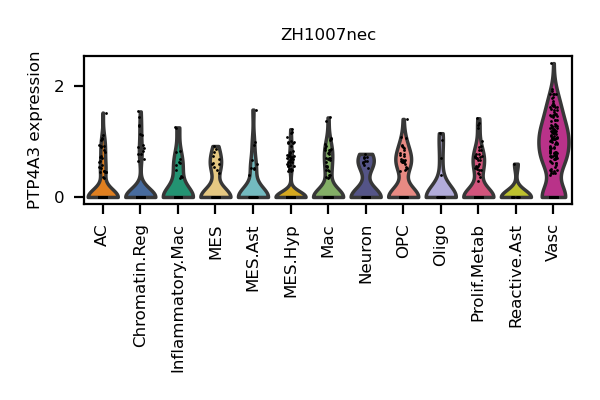 ZH1007nec
PTP4A3 expression
2
0
AC
Chromatin.Reg
Inflammatory.Mac
MES
MES.Ast
MES.Hyp
Mac
Neuron
OPC
Oligo
Prolif.Metab
Reactive.Ast
Vasc